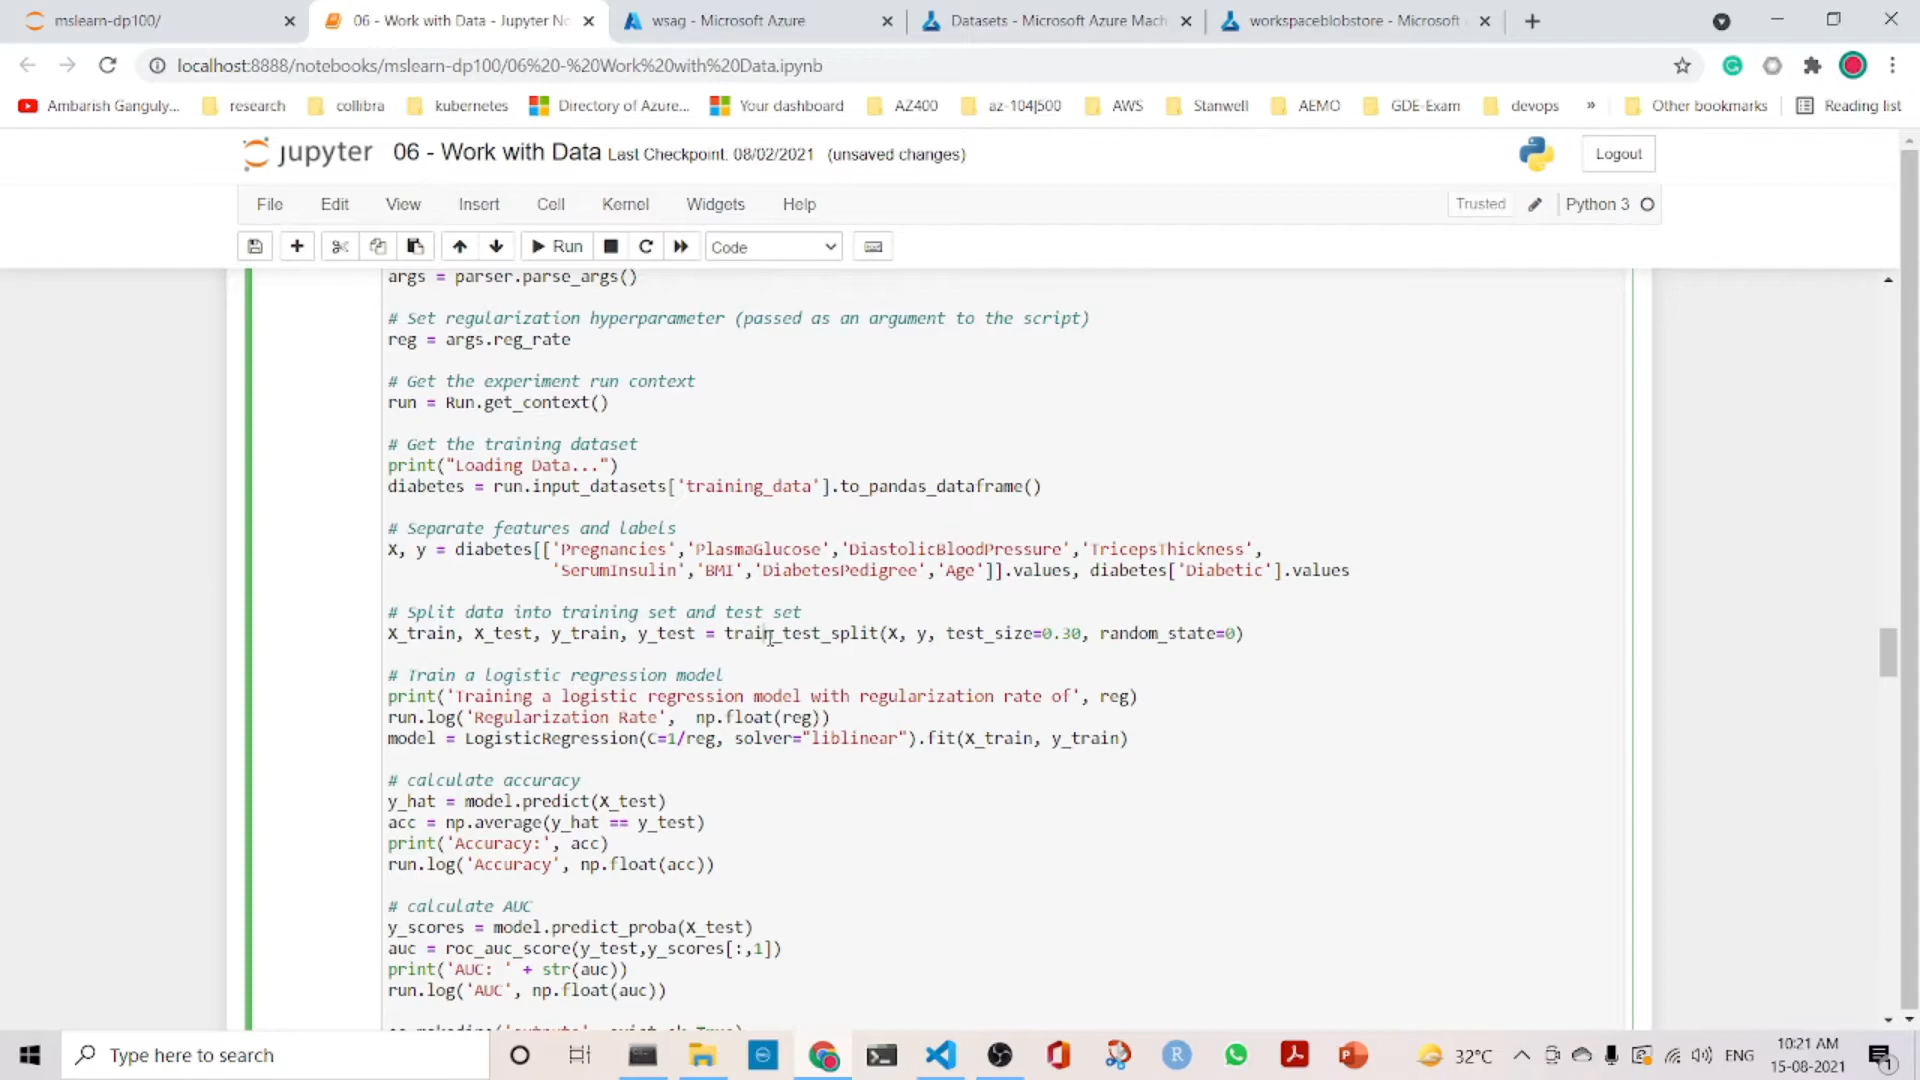 mslearn-dp100/
06 - Work with Data - Jupyter No
wsag - Microsoft Azure
Datasets - Microsoft Azure Mach
workspaceblobstore - Microsoft
localhost:8888/notebooks/mslearn-dp100/06%20-%20Work%20with%20Data.ipynb
Ambarish Ganguly... research collibra kubernetes Directory of Azure... Your dashboard AZ400 az-104|500 AWS Stanwell AEMO GDE-Exam devops » Other bookmarks Reading list
jupyter 06 - Work with Data Last Checkpoint: 08/02/2021 (unsaved changes)
Logout
File Edit View Insert Cell Kernel Widgets Help
Trusted Python 3
Run Code
args = parser.parse_args()
# Set regularization hyperparameter (passed as an argument to the script)
reg = args.reg_rate
# Get the experiment run context
run = Run.get_context()
# Get the training dataset
print("Loading Data...")
diabetes = run.input_datasets['training_data'].to_pandas_dataframe()
# Separate features and labels
X, y = diabetes[['Pregnancies','PlasmaGlucose','DiastolicBloodPressure','TricepsThickness',
'SerumInsulin','BMI','DiabetesPedigree','Age']].values, diabetes['Diabetic'].values
# Split data into training set and test set
X_train, X_test, y_train, y_test = train_test_split(X, y, test_size=0.30, random_state=0)
# Train a logistic regression model
print('Training a logistic regression model with regularization rate of', reg)
run.log('Regularization Rate', np.float(reg))
model = LogisticRegression(C=1/reg, solver="liblinear").fit(X_train, y_train)
# calculate accuracy
y_hat = model.predict(X_test)
acc = np.average(y_hat == y_test)
print('Accuracy:', acc)
run.log('Accuracy', np.float(acc))
# calculate AUC
y_scores = model.predict_proba(X_test)
auc = roc_auc_score(y_test,y_scores[:,1])
print('AUC: ' + str(auc))
run.log('AUC', np.float(auc))
Type here to search
32°C
ENG
10:21 AM
15-08-2021
1